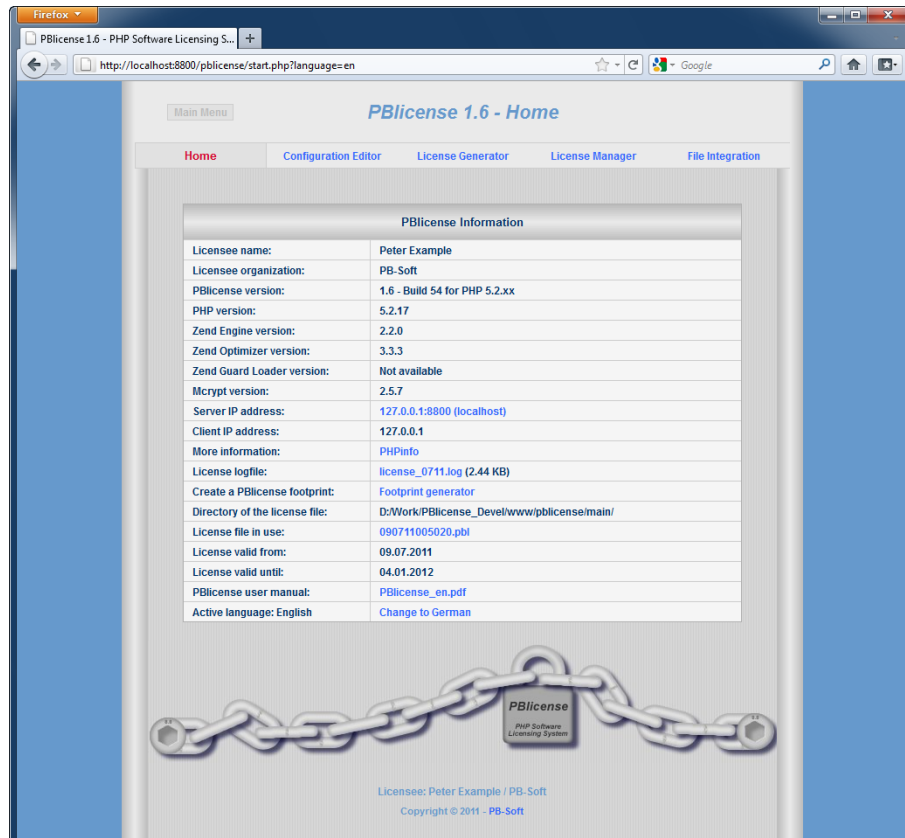 Firefox
PBlicense 1.6 - PHP Software Licensing S...
http://localhost:8800/pblicense/start.php?language=en
Google
Main Menu
PBlicense 1.6 - Home
Home Configuration Editor License Generator License Manager File Integration
PBlicense Information
Licensee name: Peter Example
Licensee organization: PB-Soft
PBlicense version: 1.6 - Build 54 for PHP 5.2.xx
PHP version: 5.2.17
Zend Engine version: 2.2.0
Zend Optimizer version: 3.3.3
Zend Guard Loader version: Not available
Mcrypt version: 2.5.7
Server IP address: 127.0.0.1:8800 (localhost)
Client IP address: 127.0.0.1
More information: PHPinfo
License logfile: license_0711.log (2.44 KB)
Create a PBlicense footprint: Footprint generator
Directory of the license file: D:/Work/PBlicense_Devel/www/pblicense/main/
License file in use: 090711005020.pbl
License valid from: 09.07.2011
License valid until: 04.01.2012
PBlicense user manual: PBlicense_en.pdf
Active language: English Change to German
PBlicense
PHP Software
Licensing System
Licensee: Peter Example / PB-Soft
Copyright © 2011 - PB-Soft